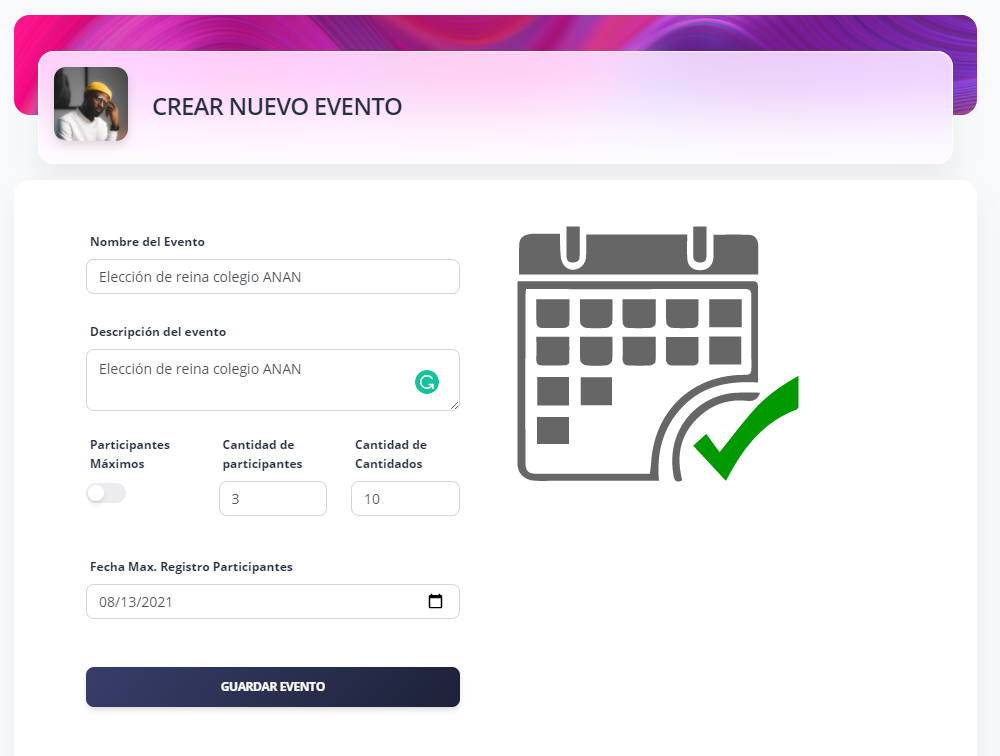 CREAR NUEVO EVENTO
Nombre del Evento
Elección de reina colegio ANAN
Descripción del evento
Elección de reina colegio ANAN
Participantes
Máximos
Cantidad de
participantes
3
Cantidad de
Cantidados
10
Fecha Max. Registro Participantes
08/13/2021
GUARDAR EVENTO